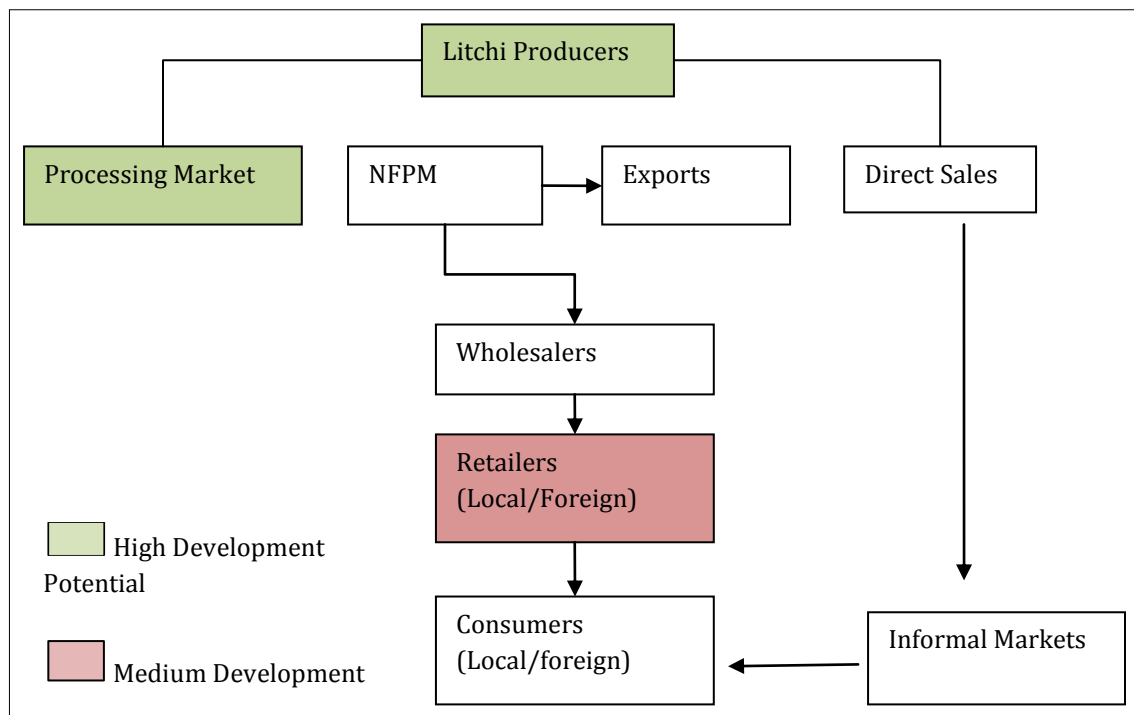 Litchi Producers
Processing Market
NFPM
Exports
Direct Sales
Wholesalers
Retailers
(Local/Foreign)
High Development
Potential
Consumers
(Local/foreign)
Informal Markets
Medium Development